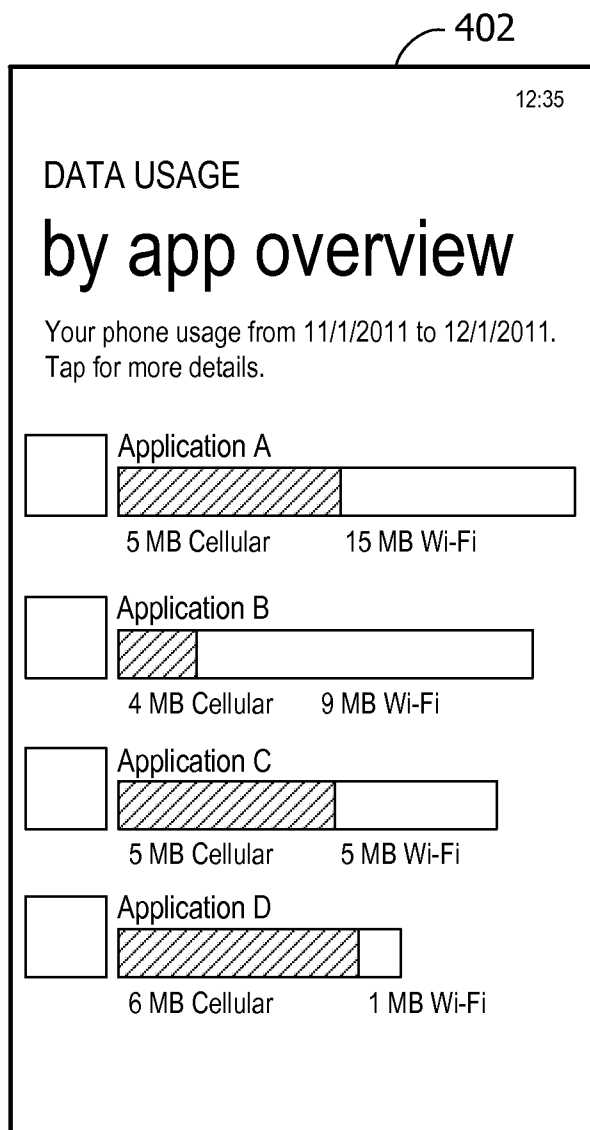 402
12:35
DATA USAGE
by app overview
Your phone usage from 11/1/2011 to 12/1/2011.
Tap for more details.
Application A
5 MB Cellular 15 MB Wi-Fi
Application B
4 MB Cellular 9 MB Wi-Fi
Application C
5 MB Cellular 5 MB Wi-Fi
Application D
6 MB Cellular 1 MB Wi-Fi